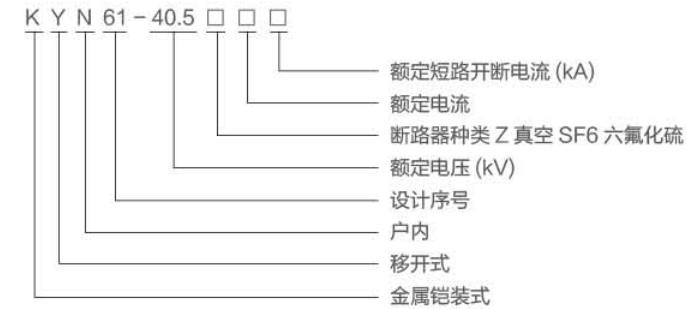 K Y N 61-40.5 □ □ □
额定短路开断电流 (kA)
额定电流
断路器种类 Z 真空 SF6 六氟化硫
额定电压 (kV)
设计序号
户内
移开式
金属铠装式